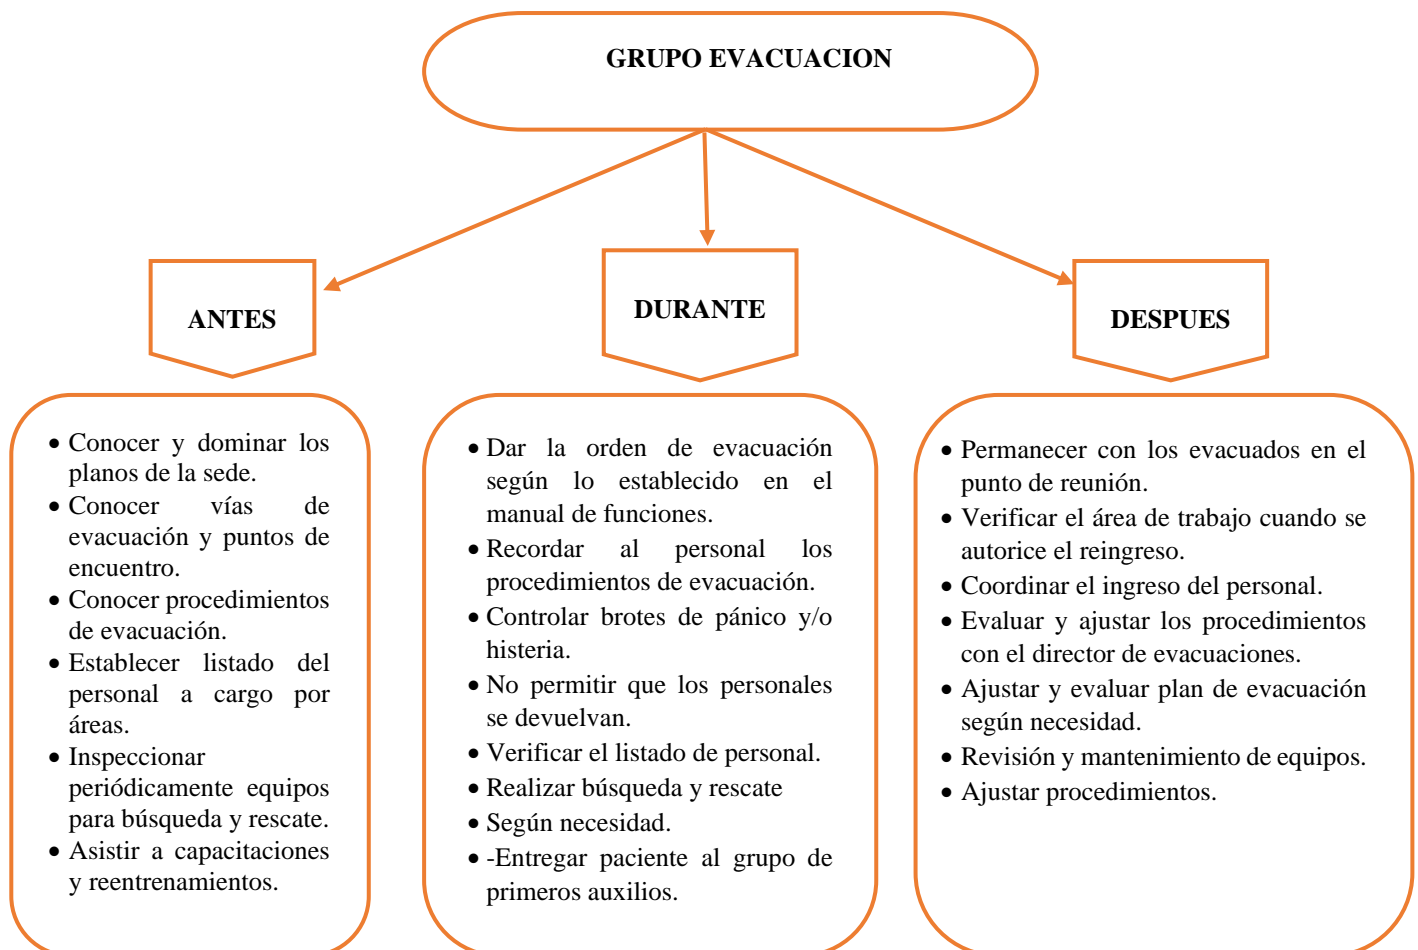 GRUPO EVACUACION
ANTES
• Conocer y dominar los
planos de la sede.
• Conocer vías de
evacuación y puntos de
encuentro.
• Conocer procedimientos
de evacuación.
• Establecer listado del
personal a cargo por
áreas.
• Inspeccionar
periódicamente equipos
para búsqueda y rescate.
• Asistir a capacitaciones
y reentrenamientos.
DURANTE
• Dar la orden de evacuación
según lo establecido en el
manual de funciones.
• Recordar al personal los
procedimientos de evacuación.
• Controlar brotes de pánico y/o
histeria.
• No permitir que los personales
se devuelvan.
• Verificar el listado de personal.
• Realizar búsqueda y rescate
• Según necesidad.
• -Entregar paciente al grupo de
primeros auxilios.
DESPUES
• Permanecer con los evacuados en el
punto de reunión.
• Verificar el área de trabajo cuando se
autorice el reingreso.
• Coordinar el ingreso del personal.
• Evaluar y ajustar los procedimientos
con el director de evacuaciones.
• Ajustar y evaluar plan de evacuación
según necesidad.
• Revisión y mantenimiento de equipos.
• Ajustar procedimientos.